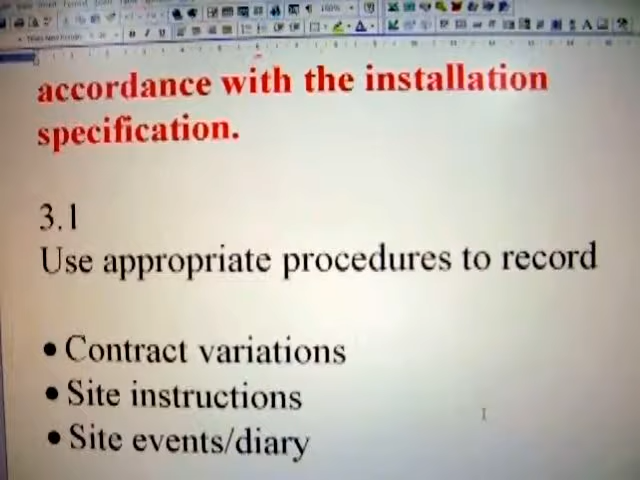 accordance with the installation
specification.
3.1
Use appropriate procedures to record
• Contract variations
• Site instructions
• Site events/diary